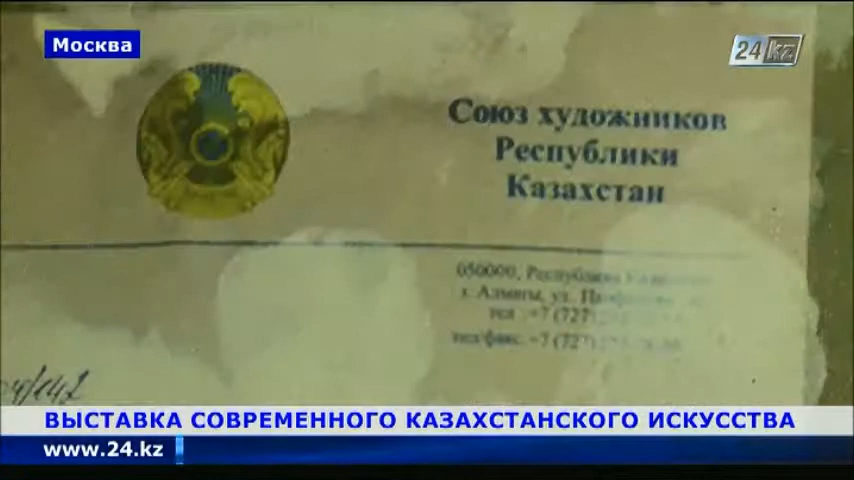 Москва
24kz
Союз художников
Республики
Казахстан
050000, Республика
г. Алматы, ул.
тел : +7 (727)
тел/факс. +7 (727)
ВЫСТАВКА СОВРЕМЕННОГО КАЗАХСТАНСКОГО ИСКУССТВА
www.24.kz